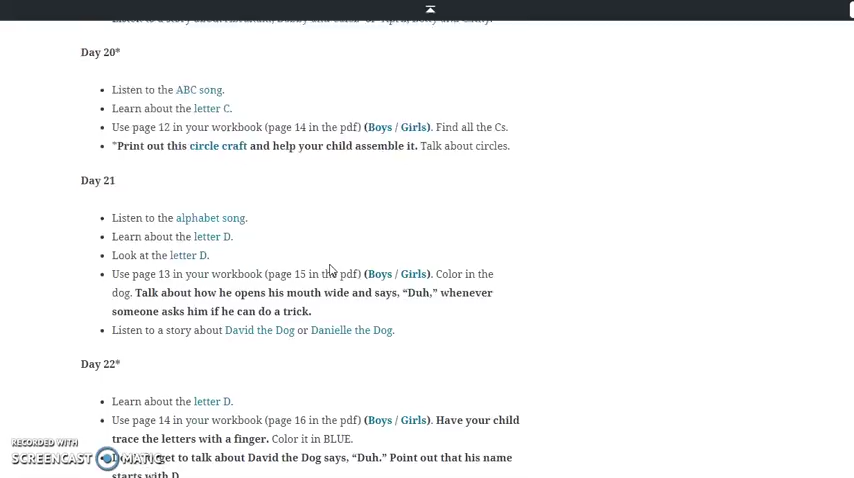 Day 20*
Listen to the ABC song.
Learn about the letter C.
Use page 12 in your workbook (page 14 in the pdf) (Boys / Girls). Find all the Cs.
*Print out this circle craft and help your child assemble it. Talk about circles.
Day 21
Listen to the alphabet song.
Learn about the letter D.
Look at the letter D.
Use page 13 in your workbook (page 15 in the pdf) (Boys / Girls). Color in the
dog. Talk about how he opens his mouth wide and says, “Duh,” whenever
someone asks him if he can do a trick.
Listen to a story about David the Dog or Danielle the Dog.
Day 22*
Learn about the letter D.
Use page 14 in your workbook (page 16 in the pdf) (Boys / Girls). Have your child
trace the letters with a finger. Color it in BLUE.
RECORDED WITH
SCREENCAST MATIC
get to talk about David the Dog says, “Duh.” Point out that his name
starts with D.